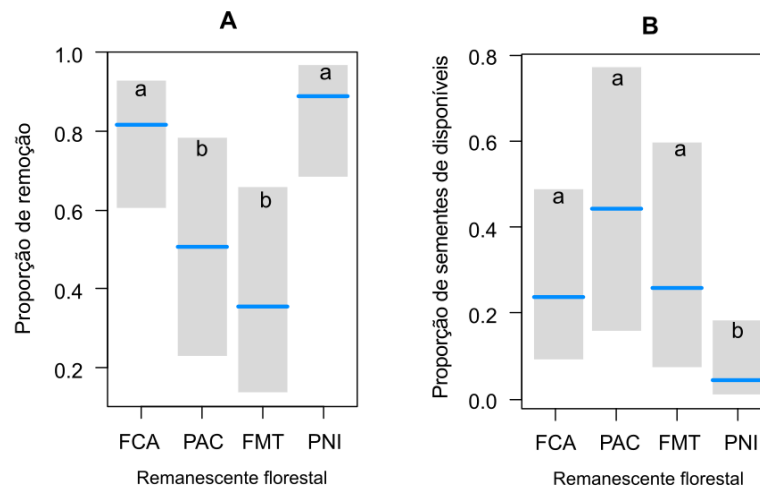 A
Proporção de remoção
1.0
0.8
0.6
0.4
0.2
a
b
b
a
FCA PAC FMT PNI
Remanescente florestal
B
Proporção de sementes de disponíveis
0.8
0.6
0.4
0.2
0.0
a
a
a
b
FCA PAC FMT PNI
Remanescente florestal